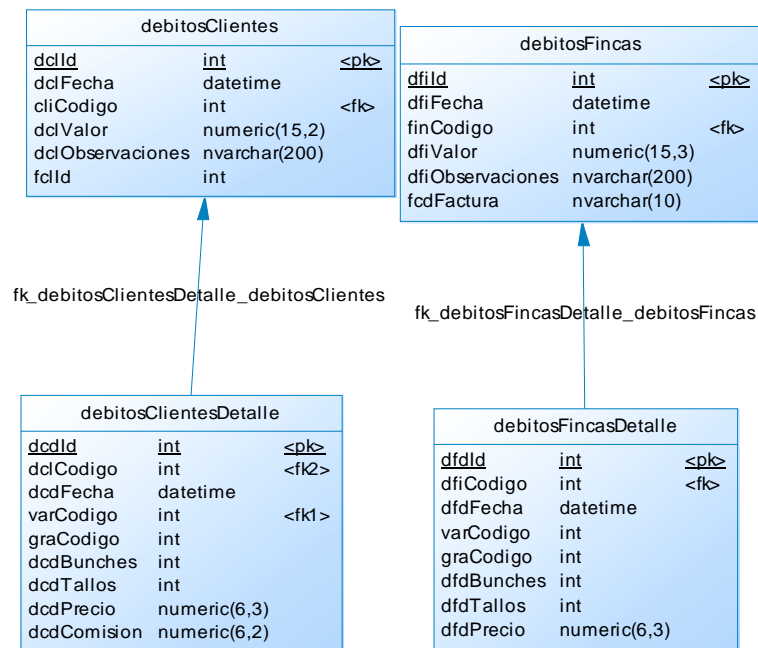 debitosClientes
dclId int <pk>
dclFecha datetime
cliCodigo int <fk>
dclValor numeric(15,2)
dclObservaciones nvarchar(200)
fclId int
debitosFincas
dfiId int <pk>
dfiFecha datetime
finCodigo int <fk>
dfiValor numeric(15,3)
dfiObservaciones nvarchar(200)
fcdFactura nvarchar(10)
fk_debitosClientesDetalle_debitosClientes
fk_debitosFincasDetalle_debitosFincas
debitosClientesDetalle
dcdId int <pk>
dclCodigo int <fk2>
dcdFecha datetime
varCodigo int <fk1>
graCodigo int
dcdBunches int
dcdTallos int
dcdPrecio numeric(6,3)
dcdComision numeric(6,2)
debitosFincasDetalle
dfdId int <pk>
dfiCodigo int <fk>
dfdFecha datetime
varCodigo int
graCodigo int
dfdBunches int
dfdTallos int
dfdPrecio numeric(6,3)